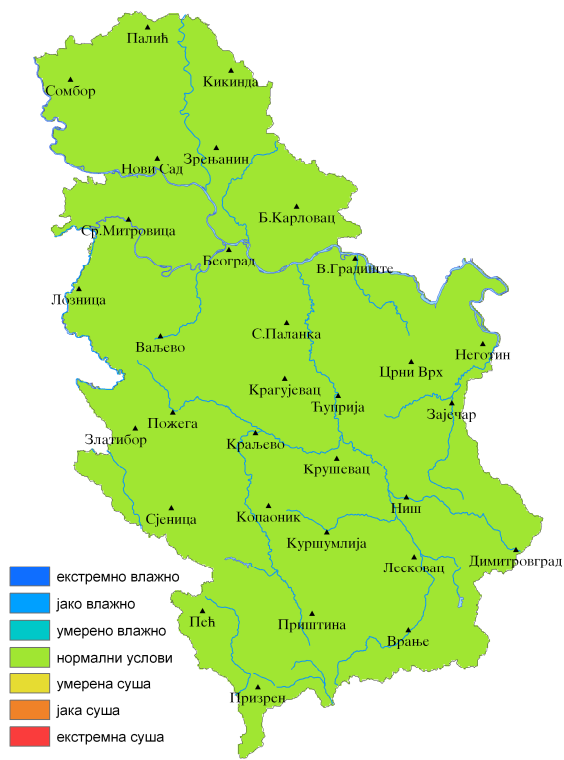 Палић
Сомбор
Кикинда
Зрењанин
Нови Сад
Б.Карловац
Ср.Митровица
Београд
В.Градиште
Лозница
С.Паланка
Ваљево
Неготин
Црни Врх
Крагујевац
Ћуприја
Зајечар
Пожега
Златибор
Краљево
Крушевац
Ниш
Сјеница
Копаоник
Куршумлија
Лесковац
Димитровград
Пећ
Приштина
Врање
Призрен
екстремно влажно
јако влажно
умерено влажно
нормални услови
умерена суша
јака суша
екстремна суша